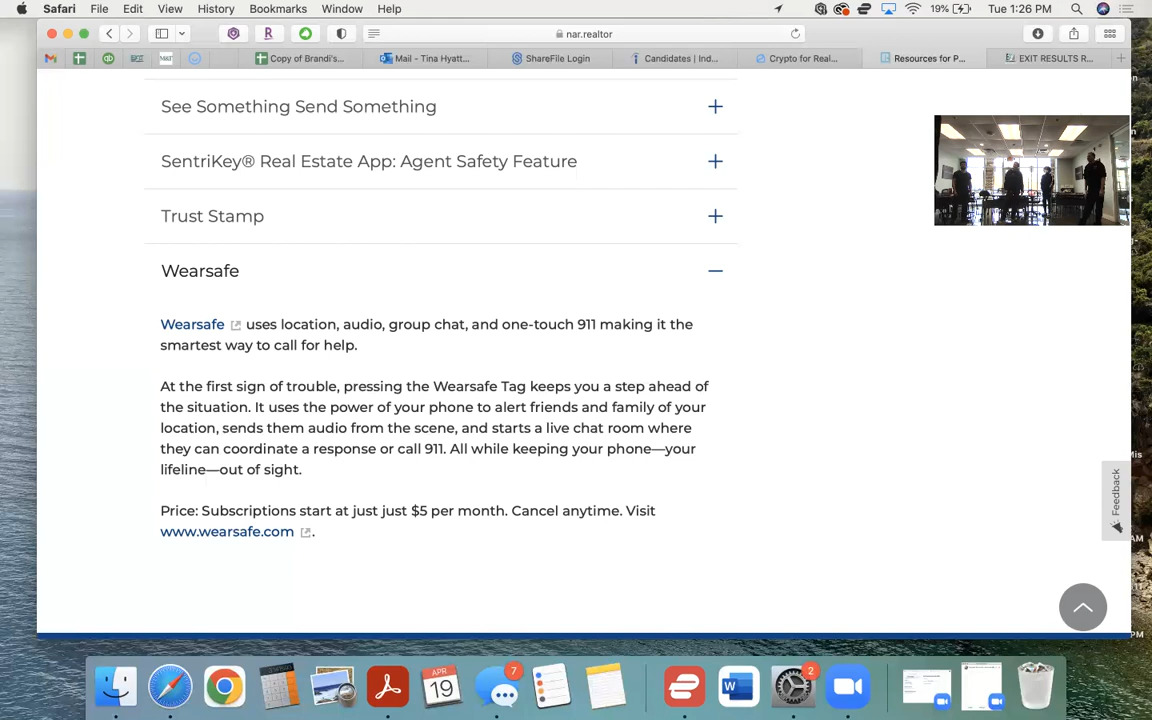 Safari File Edit View History Bookmarks Window Help 19% Tue 1:26 PM
nar.realtor
Copy of Brandi's... Mail - Tina Hyatt... ShareFile Login Candidates | Ind... Crypto for Real... Resources for P... EXIT RESULTS R...
See Something Send Something
SentriKey® Real Estate App: Agent Safety Feature
Trust Stamp
Wearsafe
Wearsafe uses location, audio, group chat, and one-touch 911 making it the
smartest way to call for help.
At the first sign of trouble, pressing the Wearsafe Tag keeps you a step ahead of
the situation. It uses the power of your phone to alert friends and family of your
location, sends them audio from the scene, and starts a live chat room where
they can coordinate a response or call 911. All while keeping your phone—your
lifeline—out of sight.
Price: Subscriptions start at just just $5 per month. Cancel anytime. Visit
www.wearsafe.com.
Feedback
APR
19
7
2